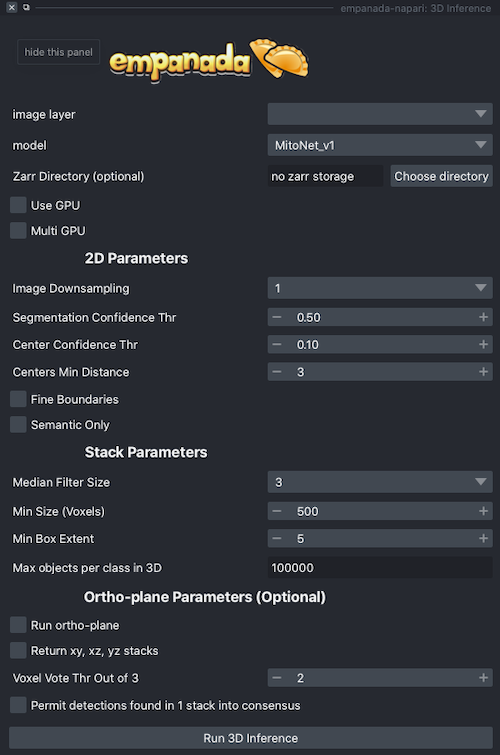 empanada-napari: 3D Inference
hide this panel
empanada
image layer
model MitoNet_v1
Zarr Directory (optional) no zarr storage Choose directory
Use GPU
Multi GPU
2D Parameters
Image Downsampling 1
Segmentation Confidence Thr − 0.50 +
Center Confidence Thr − 0.10 +
Centers Min Distance − 3 +
Fine Boundaries
Semantic Only
Stack Parameters
Median Filter Size 3
Min Size (Voxels) − 500 +
Min Box Extent − 5 +
Max objects per class in 3D 100000
Ortho-plane Parameters (Optional)
Run ortho-plane
Return xy, xz, yz stacks
Voxel Vote Thr Out of 3 − 2 +
Permit detections found in 1 stack into consensus
Run 3D Inference